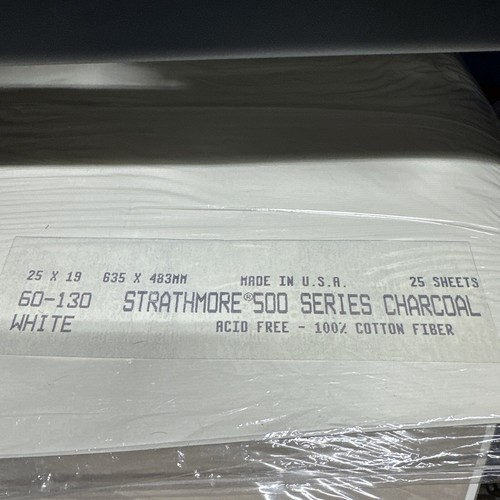 25 X 19 635 X 483MM MADE IN U.S.A. 25 SHEETS
60-130 STRATHMORE® 500 SERIES CHARCOAL
WHITE ACID FREE - 100% COTTON FIBER